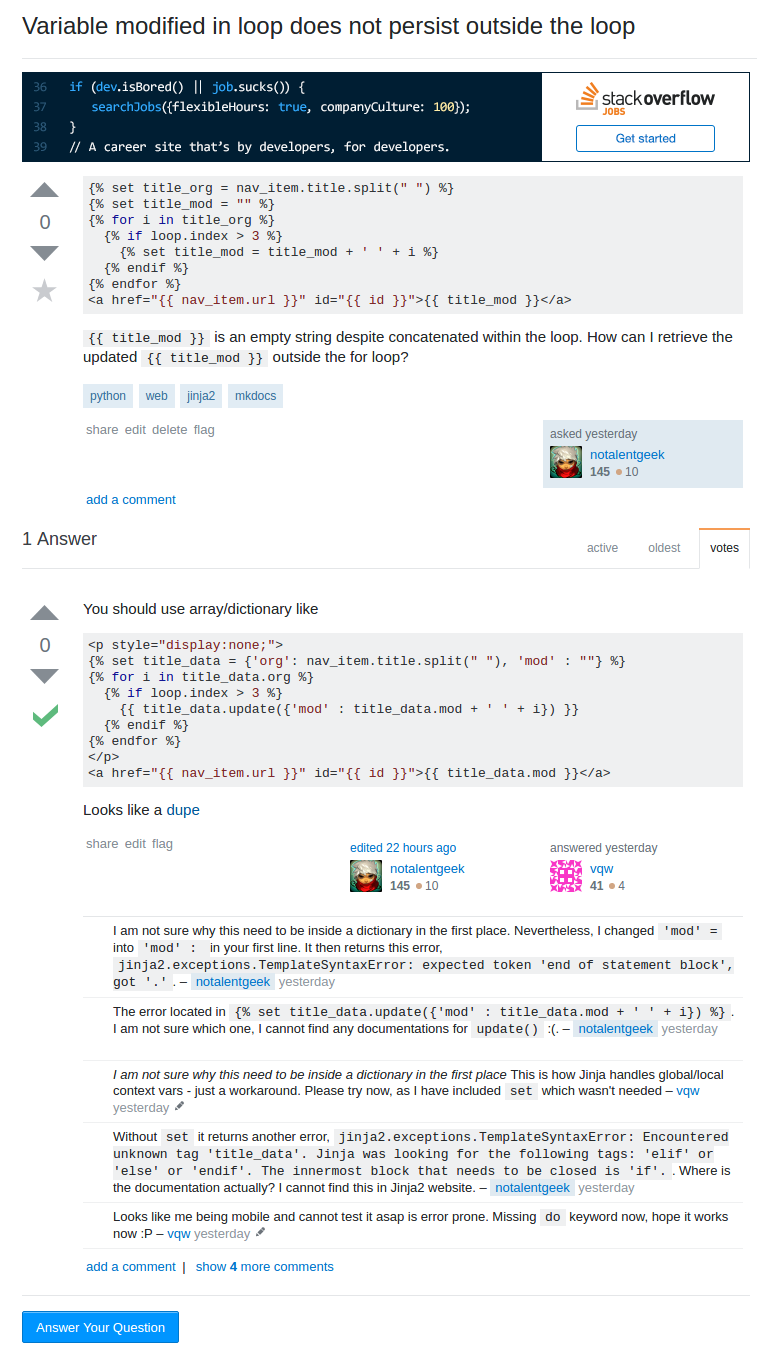 Variable modified in loop does not persist outside the loop
36 if (dev.isBored() || job.sucks()) {
37 searchJobs({flexibleHours: true, companyCulture: 100});
38 }
39 // A career site that's by developers, for developers.
stackoverflow
JOBS
Get started
{% set title_org = nav_item.title.split(" ") %}
{% set title_mod = "" %}
{% for i in title_org %}
{% if loop.index > 3 %}
{% set title_mod = title_mod + ' ' + i %}
{% endif %}
{% endfor %}
<a href="{{ nav_item.url }}" id="{{ id }}">{{ title_mod }}</a>
0
{{ title_mod }} is an empty string despite concatenated within the loop. How can I retrieve the
updated {{ title_mod }} outside the for loop?
python web jinja2 mkdocs
share edit delete flag
asked yesterday
notalentgeek
145 10
add a comment
1 Answer
active oldest votes
You should use array/dictionary like
0
<p style="display:none;">
{% set title_data = {'org': nav_item.title.split(" "), 'mod' : ""} %}
{% for i in title_data.org %}
{% if loop.index > 3 %}
{{ title_data.update({'mod' : title_data.mod + ' ' + i}) }}
{% endif %}
{% endfor %}
</p>
<a href="{{ nav_item.url }}" id="{{ id }}">{{ title_data.mod }}</a>
Looks like a dupe
share edit flag
edited 22 hours ago
notalentgeek
145 10
answered yesterday
vqw
41 4
I am not sure why this need to be inside a dictionary in the first place. Nevertheless, I changed 'mod' =
into 'mod' : in your first line. It then returns this error,
jinja2.exceptions.TemplateSyntaxError: expected token 'end of statement block',
got '.' . – notalentgeek yesterday
The error located in {% set title_data.update({'mod' : title_data.mod + ' ' + i}) %} .
I am not sure which one, I cannot find any documentations for update() :(. – notalentgeek yesterday
I am not sure why this need to be inside a dictionary in the first place This is how Jinja handles global/local
context vars - just a workaround. Please try now, as I have included set which wasn't needed – vqw
yesterday
Without set it returns another error, jinja2.exceptions.TemplateSyntaxError: Encountered
unknown tag 'title_data'. Jinja was looking for the following tags: 'elif' or
'else' or 'endif'. The innermost block that needs to be closed is 'if'. . Where is
the documentation actually? I cannot find this in Jinja2 website. – notalentgeek yesterday
Looks like me being mobile and cannot test it asap is error prone. Missing do keyword now, hope it works
now :P – vqw yesterday
add a comment | show 4 more comments
Answer Your Question